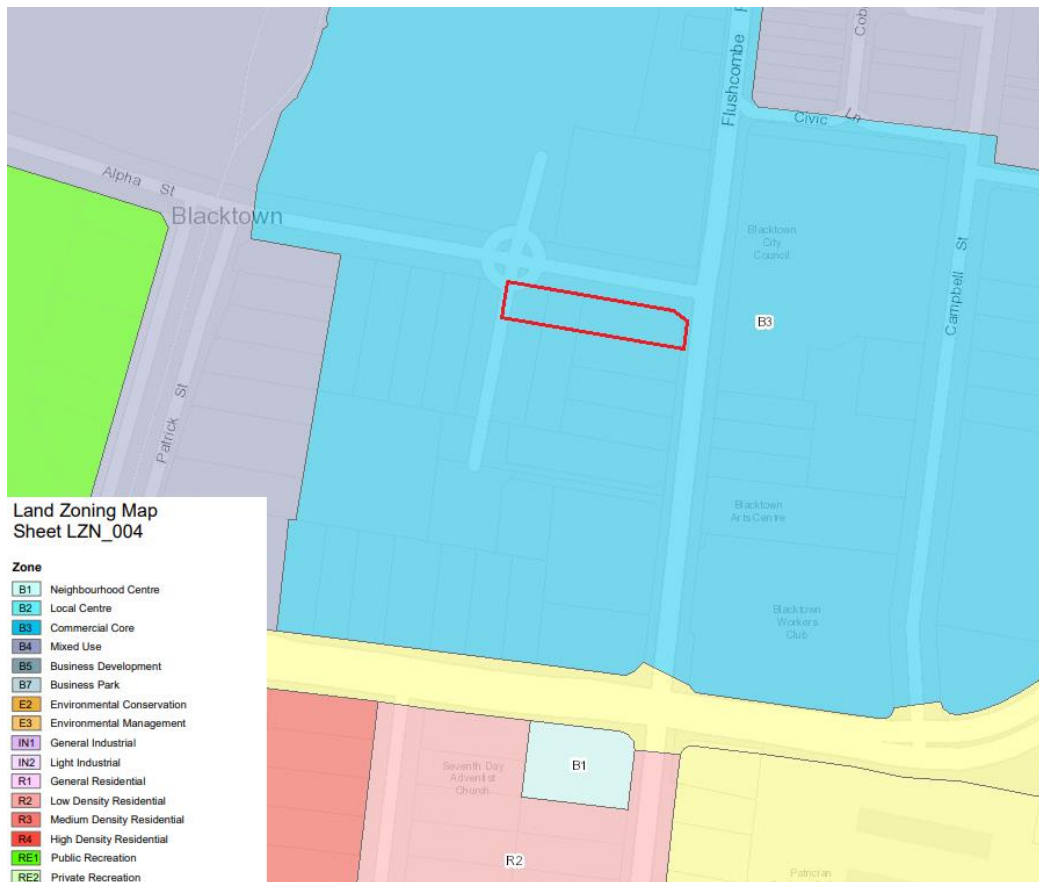 Flushcombe
Civic Ln
Alpha St
Blacktown
Blacktown
City
Council
B3
Campbell St
Patrick St
Blacktown
Arts Centre
Blacktown
Workers
Club
Land Zoning Map
Sheet LZN_004
Zone
B1 Neighbourhood Centre
B2 Local Centre
B3 Commercial Core
B4 Mixed Use
B5 Business Development
B7 Business Park
E2 Environmental Conservation
E3 Environmental Management
IN1 General Industrial
IN2 Light Industrial
R1 General Residential
R2 Low Density Residential
R3 Medium Density Residential
R4 High Density Residential
RE1 Public Recreation
RE2 Private Recreation
Seventh Day
Adventist
Church
B1
R2
Patrician